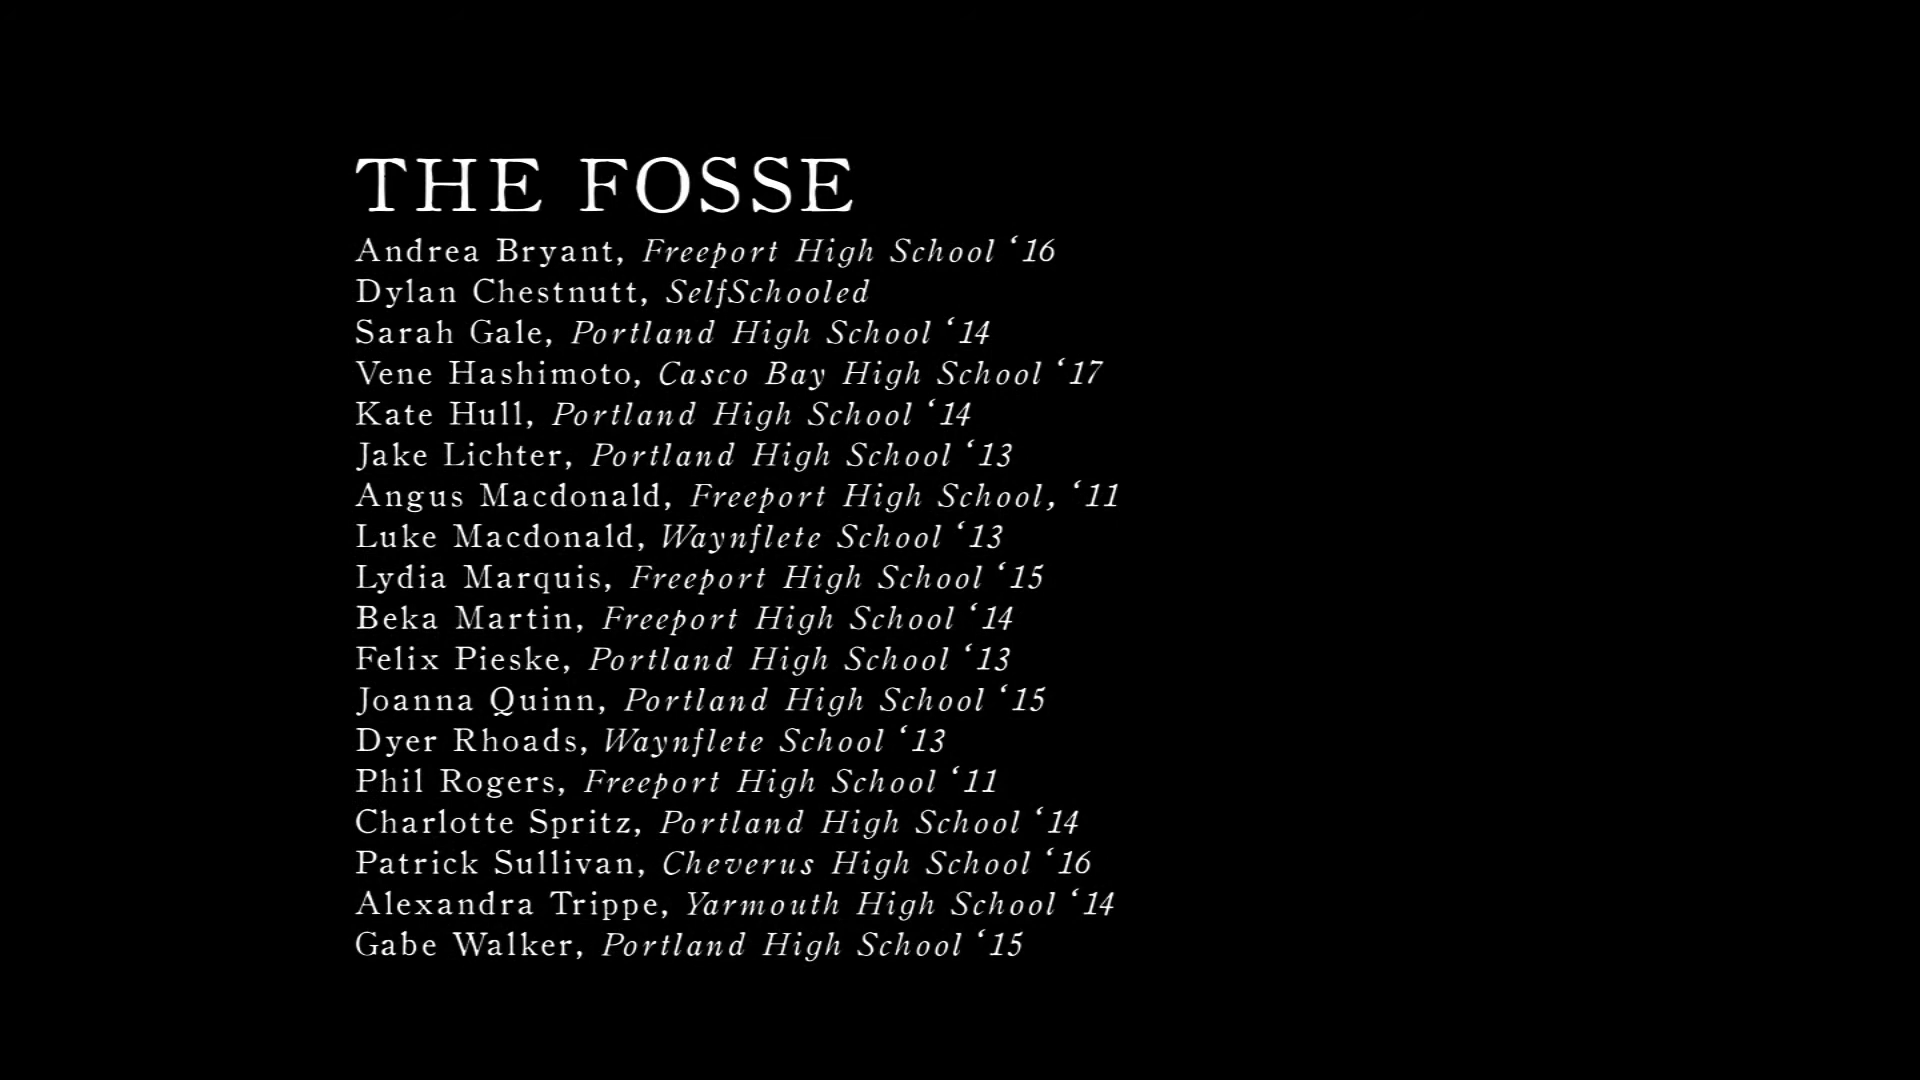 THE FOSSE
Andrea Bryant, Freeport High School ‘16
Dylan Chestnutt, SelfSchooled
Sarah Gale, Portland High School ‘14
Vene Hashimoto, Casco Bay High School ‘17
Kate Hull, Portland High School ‘14
Jake Lichter, Portland High School ‘13
Angus Macdonald, Freeport High School, ‘11
Luke Macdonald, Waynflete School ‘13
Lydia Marquis, Freeport High School ‘15
Beka Martin, Freeport High School ‘14
Felix Pieske, Portland High School ‘13
Joanna Quinn, Portland High School ‘15
Dyer Rhoads, Waynflete School ‘13
Phil Rogers, Freeport High School ‘11
Charlotte Spritz, Portland High School ‘14
Patrick Sullivan, Cheverus High School ‘16
Alexandra Trippe, Yarmouth High School ‘14
Gabe Walker, Portland High School ‘15